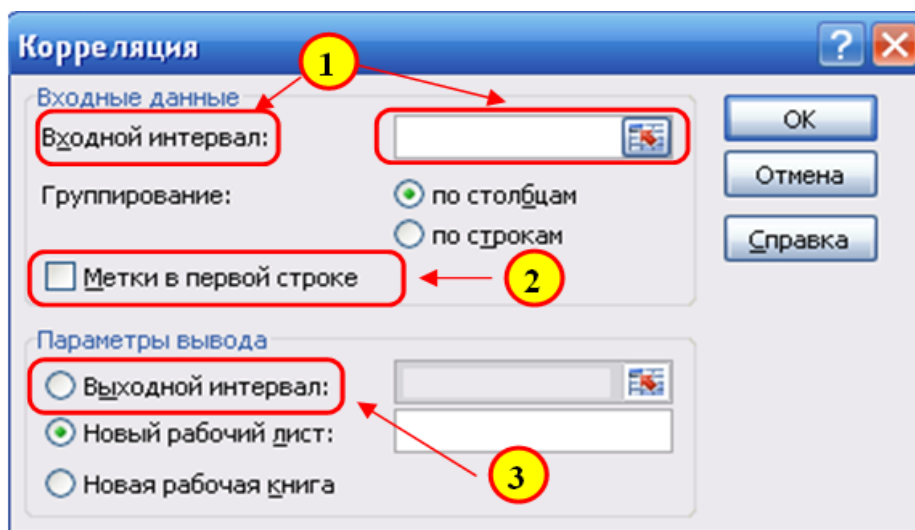 Корреляция
1
Входные данные
Входной интервал:
ОК
Группирование:
по столбцам
Отмена
по строкам
Справка
Метки в первой строке
2
Параметры вывода
Выходной интервал:
Новый рабочий лист:
3
Новая рабочая книга